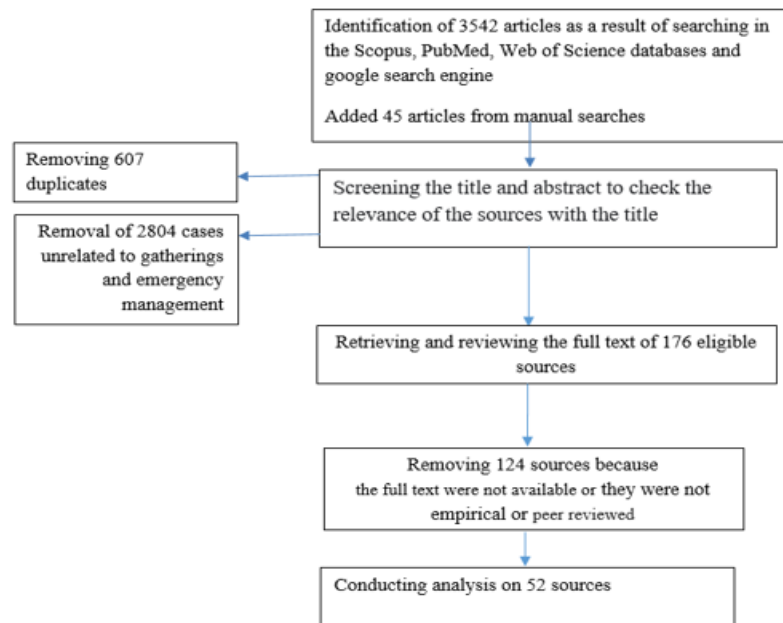 Identification of 3542 articles as a result of searching in
the Scopus, PubMed, Web of Science databases and
google search engine
Added 45 articles from manual searches
Removing 607
duplicates
Screening the title and abstract to check the
relevance of the sources with the title
Removal of 2804 cases
unrelated to gatherings
and emergency
management
Retrieving and reviewing the full text of 176 eligible
sources
Removing 124 sources because
the full text were not available or they were not
empirical or peer reviewed
Conducting analysis on 52 sources